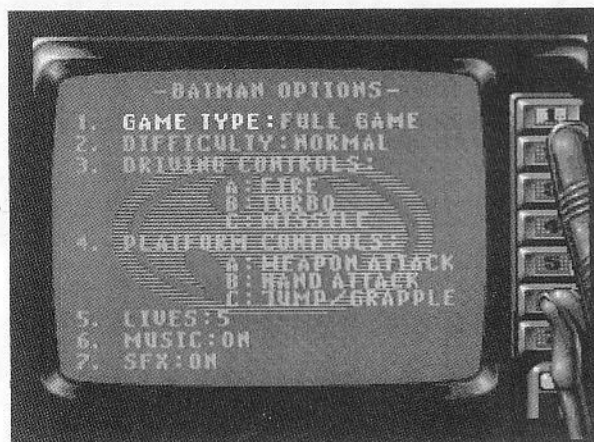 -BATMAN OPTIONS-
1. GAME TYPE:FULL GAME
2. DIFFICULTY:NORMAL
3. DRIVING CONTROLS:
A:FIRE
B:TURBO
C:MISSILE
4. PLATFORM CONTROLS:
A:WEAPON ATTACK
B:HAND ATTACK
C:JUMP/GRAPPLE
5. LIVES:5
6. MUSIC:ON
7. SFX:ON